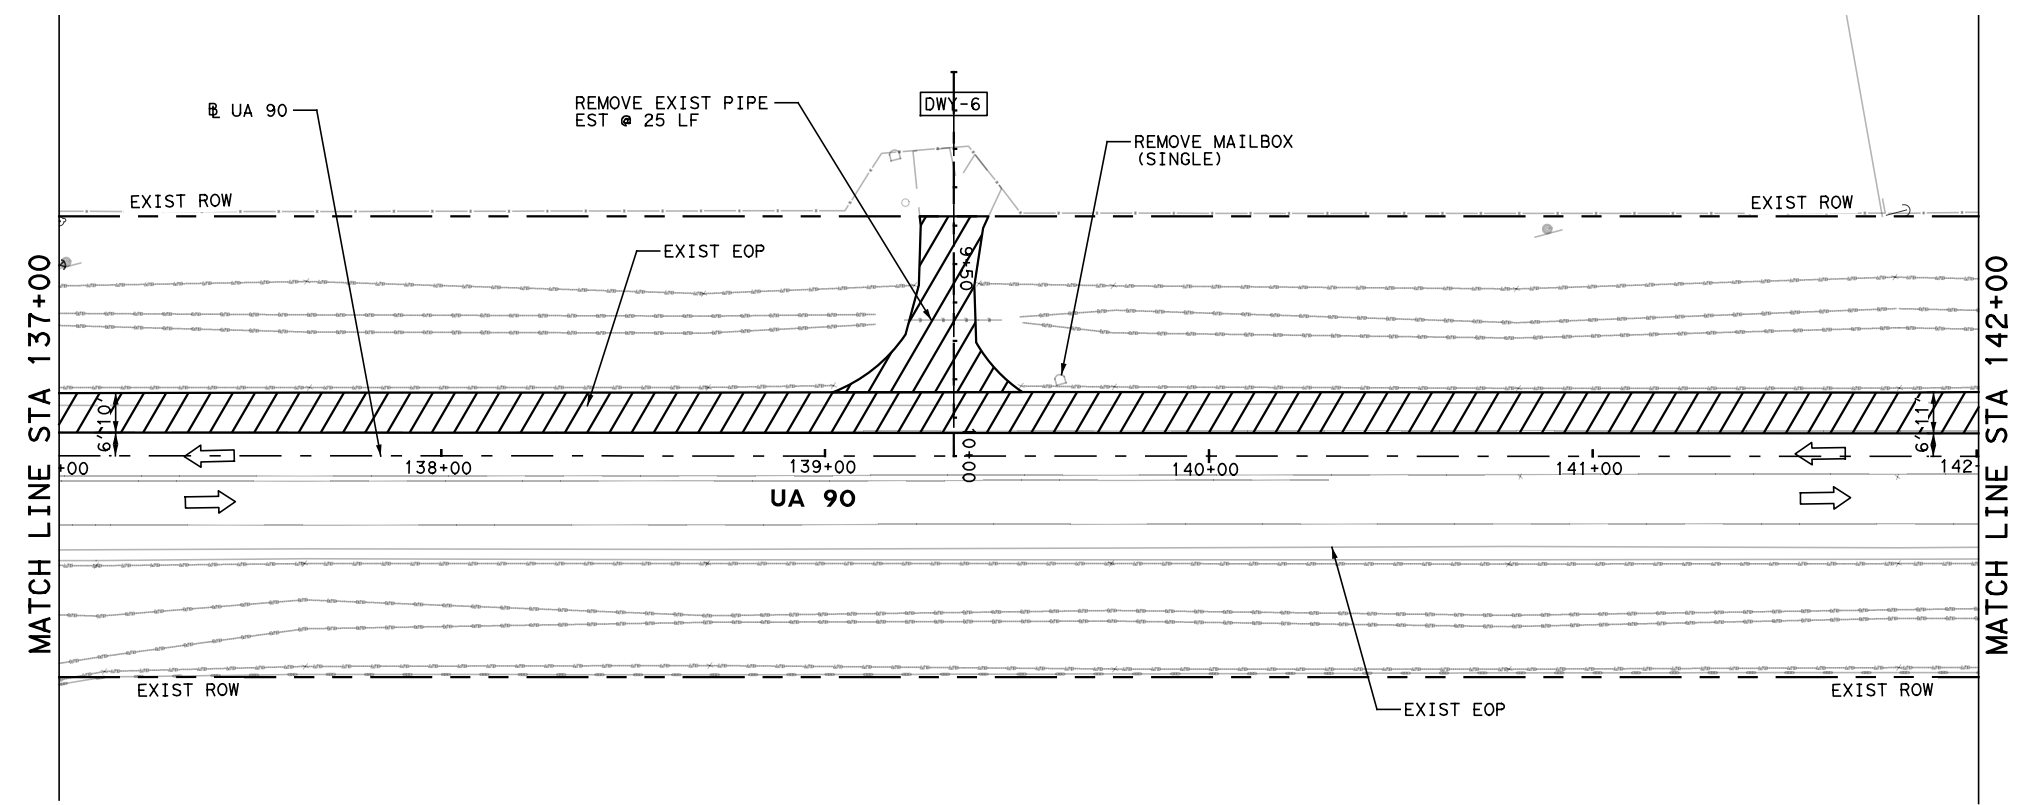 DWY-6
℄ UA 90
REMOVE EXIST PIPE
EST @ 25 LF
REMOVE MAILBOX
(SINGLE)
EXIST ROW
EXIST ROW
EXIST EOP
9+50
MATCH LINE STA 137+00
MATCH LINE STA 142+00
10'
6'
11'
6'
+00
138+00
139+00
10+00
140+00
141+00
142
UA 90
EXIST ROW
EXIST ROW
EXIST EOP